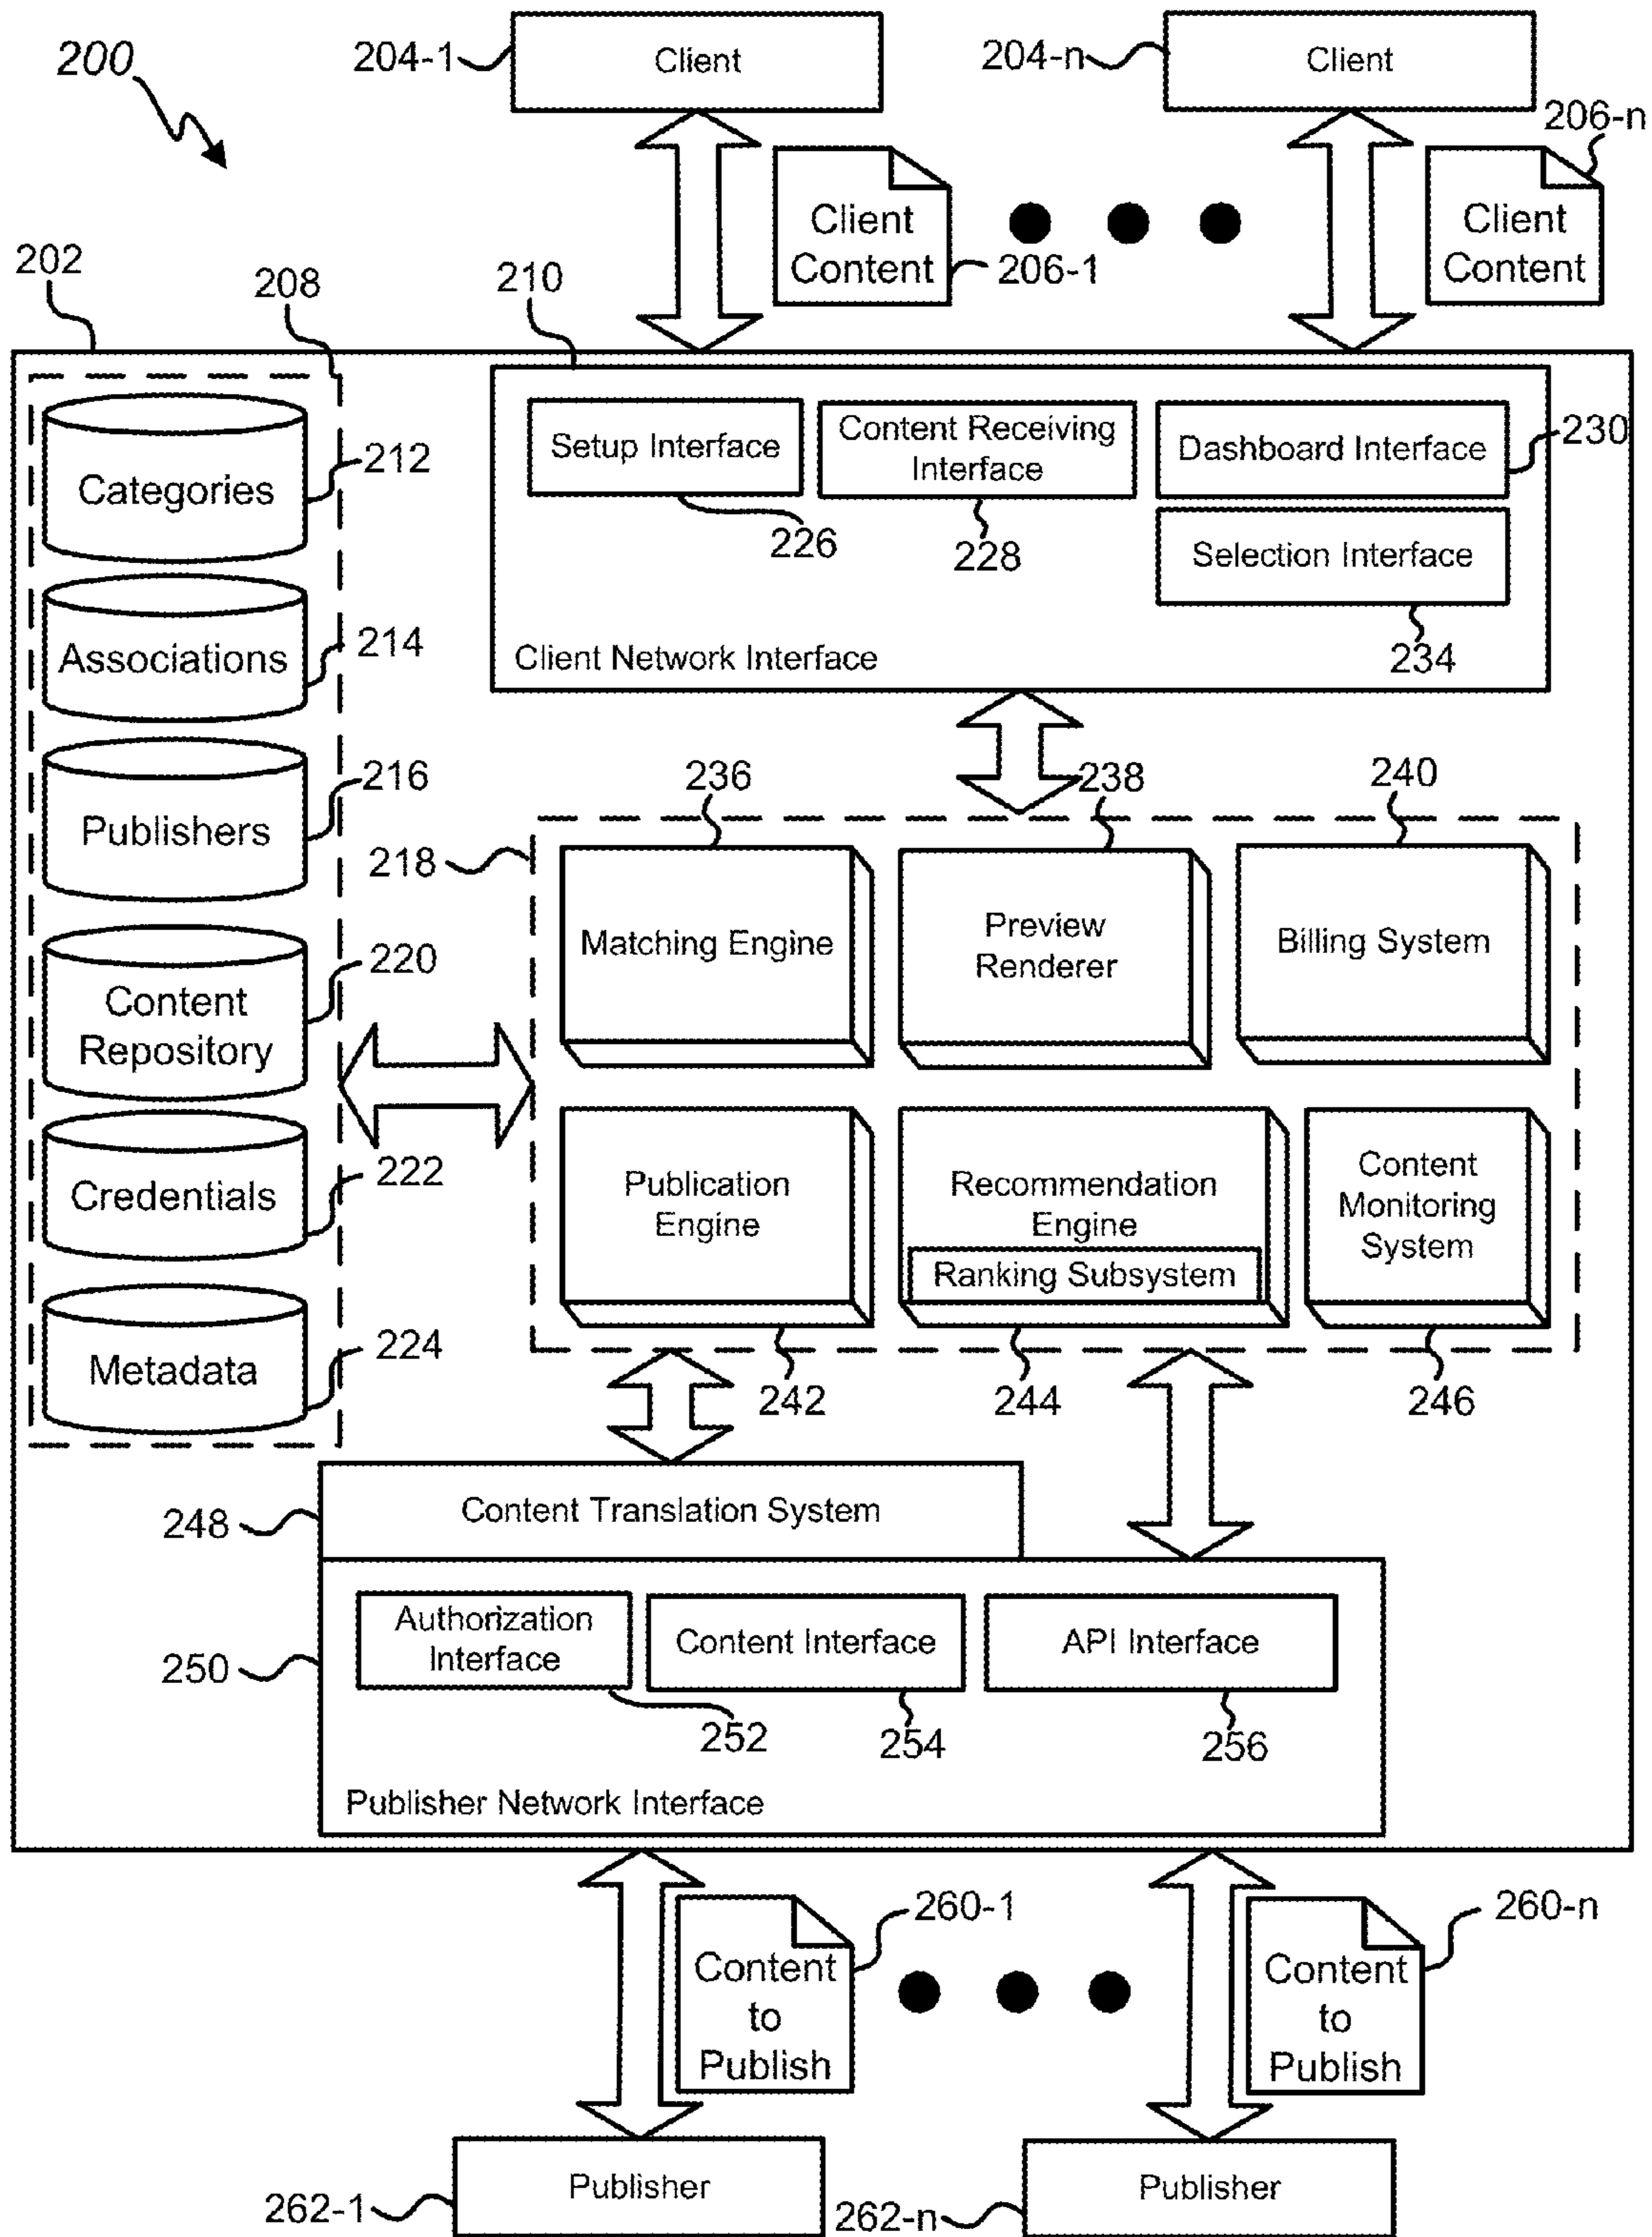 200
204-1
Client
204-n
Client
206-n
Client
Content
206-1
Client
Content
202
208
210
Categories
212
Associations
214
Publishers
216
Content
Repository
220
Credentials
222
Metadata
224
Setup Interface
226
Content Receiving
Interface
228
Dashboard Interface
230
Selection Interface
234
Client Network Interface
218
236
Matching Engine
238
Preview
Renderer
240
Billing System
Publication
Engine
242
Recommendation
Engine
Ranking Subsystem
244
Content
Monitoring
System
246
248
Content Translation System
250
Authorization
Interface
252
Content Interface
254
API Interface
256
Publisher Network Interface
260-1
Content
to
Publish
260-n
Content
to
Publish
262-1
Publisher
262-n
Publisher